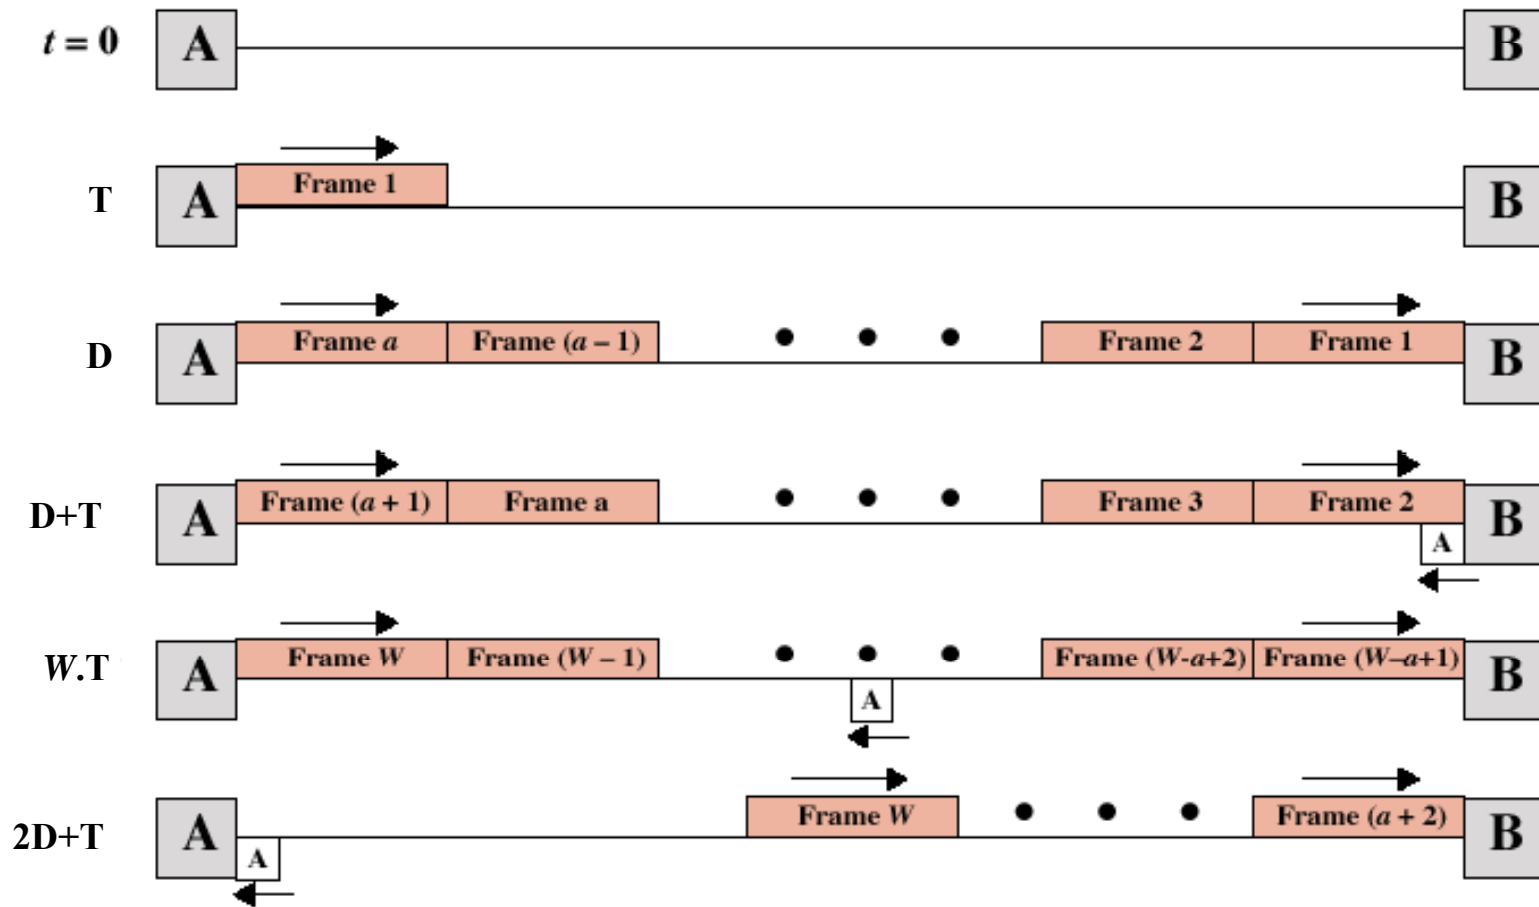 t = 0 A B
Frame 1
T A B
Frame a Frame (a – 1) Frame 2 Frame 1
D A B
Frame (a + 1) Frame a Frame 3 Frame 2
D+T A B
A
Frame W Frame (W – 1) Frame (W-a+2) Frame (W–a+1)
W.T A B
A
Frame W Frame (a + 2)
2D+T A B
A